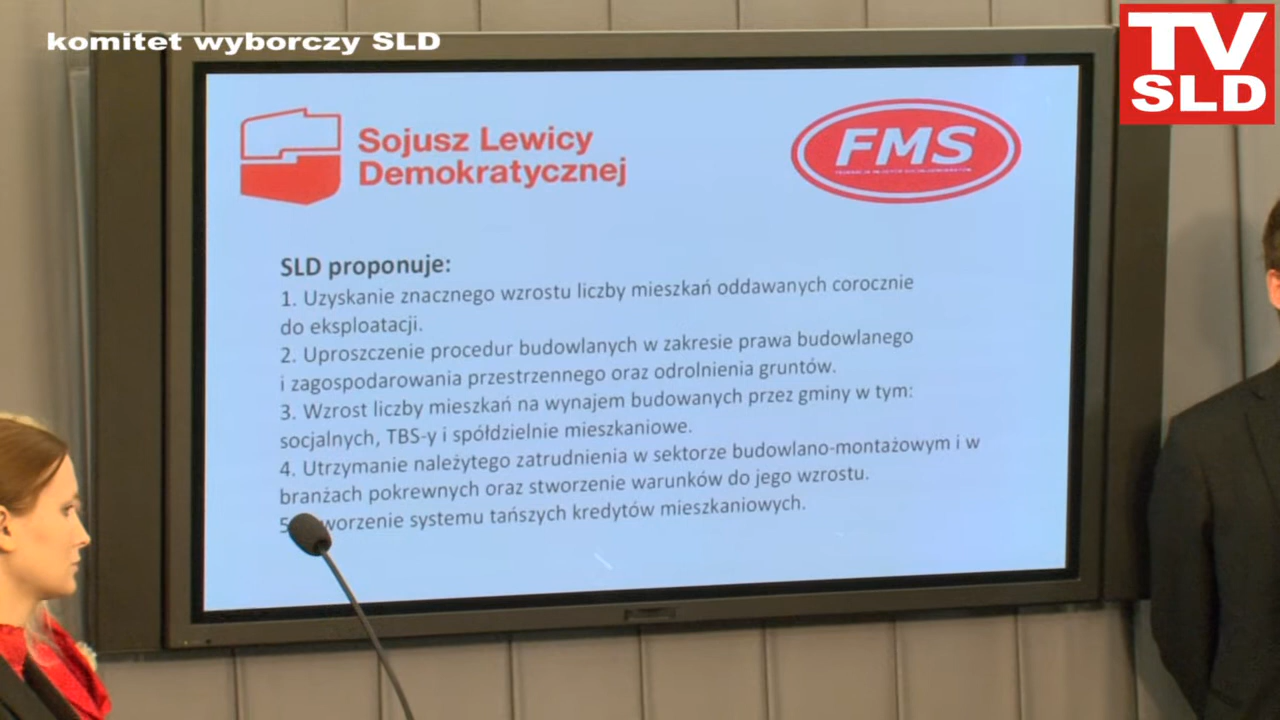 komitet wyborczy SLD
TV
SLD
Sojusz Lewicy
Demokratycznej
FMS
SLD proponuje:
1. Uzyskanie znacznego wzrostu liczby mieszkań oddawanych corocznie
do eksploatacji.
2. Uproszczenie procedur budowlanych w zakresie prawa budowlanego
i zagospodarowania przestrzennego oraz odrolnienia gruntów.
3. Wzrost liczby mieszkań na wynajem budowanych przez gminy w tym:
socjalnych, TBS-y i spółdzielnie mieszkaniowe.
4. Utrzymanie należytego zatrudnienia w sektorze budowlano-montażowym i w
branżach pokrewnych oraz stworzenie warunków do jego wzrostu.
5 worzenie systemu tańszych kredytów mieszkaniowych.